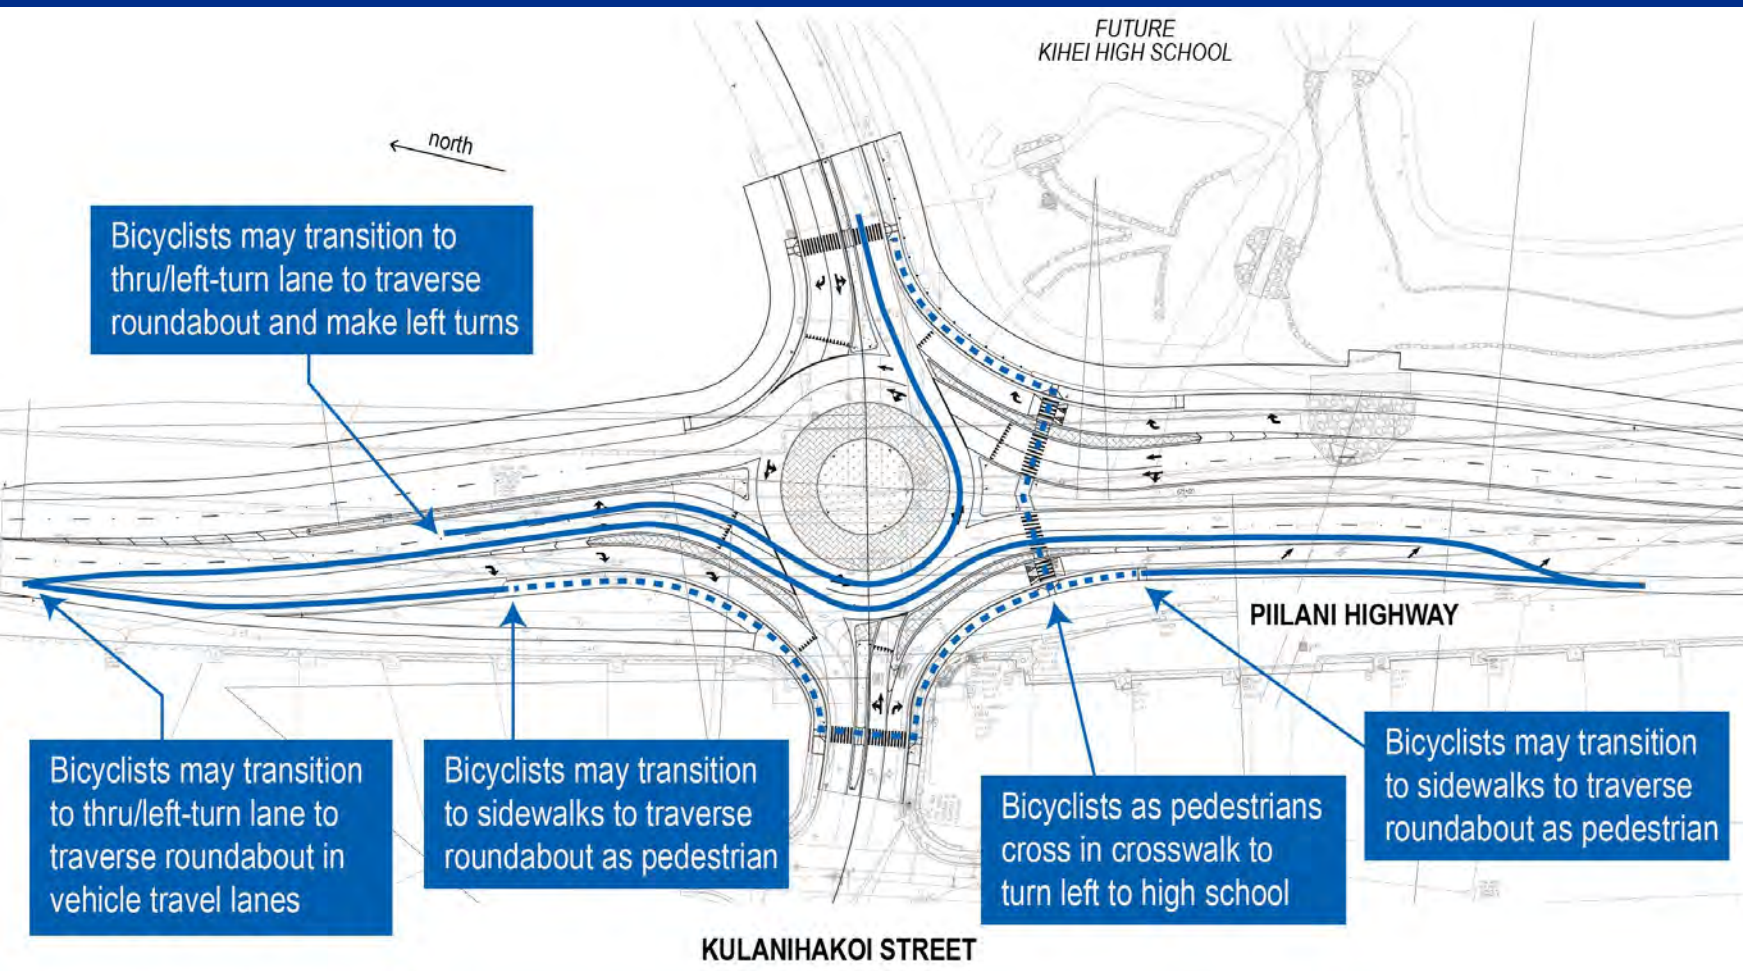 FUTURE
KIHEI HIGH SCHOOL
north
Bicyclists may transition to
thru/left-turn lane to traverse
roundabout and make left turns
PIILANI HIGHWAY
Bicyclists may transition
to thru/left-turn lane to
traverse roundabout in
vehicle travel lanes
Bicyclists may transition
to sidewalks to traverse
roundabout as pedestrian
Bicyclists as pedestrians
cross in crosswalk to
turn left to high school
Bicyclists may transition
to sidewalks to traverse
roundabout as pedestrian
KULANIHAKOI STREET